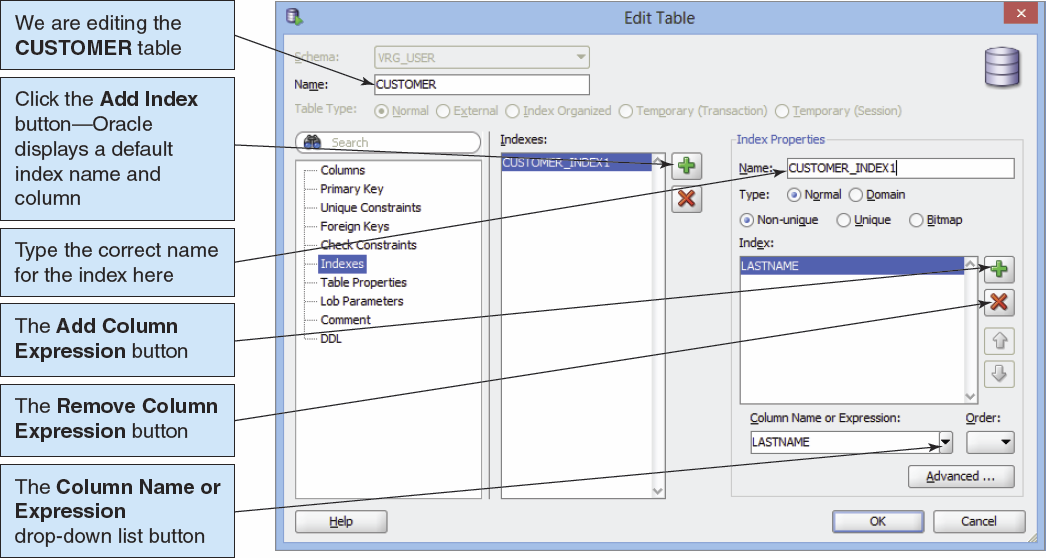 We are editing the
CUSTOMER table
Click the Add Index
button—Oracle
displays a default
index name and
column
Type the correct name
for the index here
The Add Column
Expression button
The Remove Column
Expression button
The Column Name or
Expression
drop-down list button
Edit Table
Schema: VRG_USER
Name: CUSTOMER
Table Type: Normal External Index Organized Temporary (Transaction) Temporary (Session)
Search
Columns
Primary Key
Unique Constraints
Foreign Keys
Check Constraints
Indexes
Table Properties
Lob Parameters
Comment
DDL
Indexes:
CUSTOMER_INDEX1
Index Properties
Name: CUSTOMER_INDEX1
Type: Normal Domain
Non-unique Unique Bitmap
Index:
LASTNAME
Column Name or Expression: Order:
LASTNAME
Advanced ...
Help
OK
Cancel